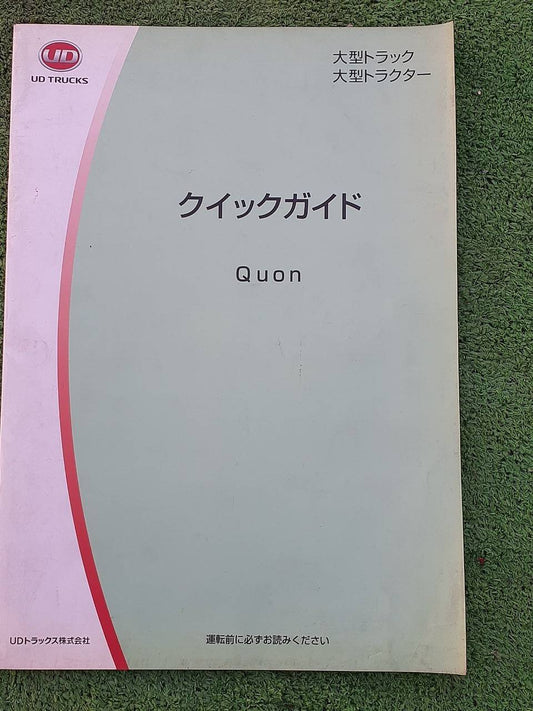 UD
UD TRUCKS
大型トラック
大型トラクター
クイックガイド
Quon
UDトラックス株式会社
運転前に必ずお読みください